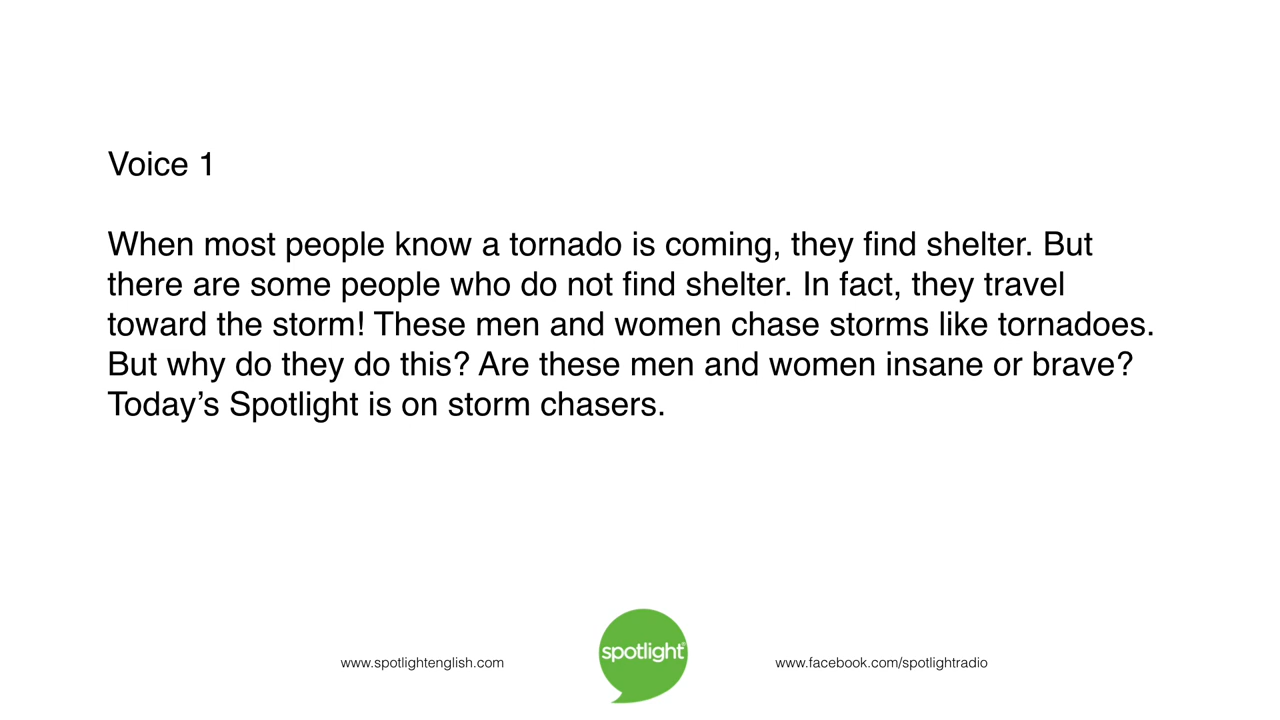 Voice 1
When most people know a tornado is coming, they find shelter. But
there are some people who do not find shelter. In fact, they travel
toward the storm! These men and women chase storms like tornadoes.
But why do they do this? Are these men and women insane or brave?
Today’s Spotlight is on storm chasers.
www.spotlightenglish.com
spotlight®
www.facebook.com/spotlightradio